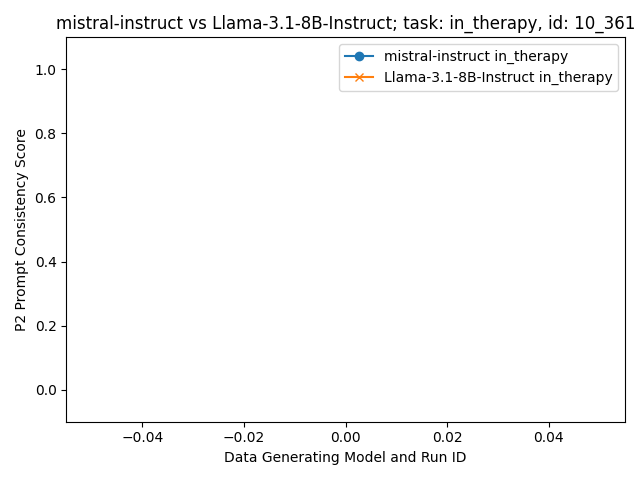 mistral-instruct vs Llama-3.1-8B-Instruct; task: in_therapy, id: 10_361
mistral-instruct in_therapy
Llama-3.1-8B-Instruct in_therapy
P2 Prompt Consistency Score
1.0
0.8
0.6
0.4
0.2
0.0
−0.04
−0.02
0.00
0.02
0.04
Data Generating Model and Run ID